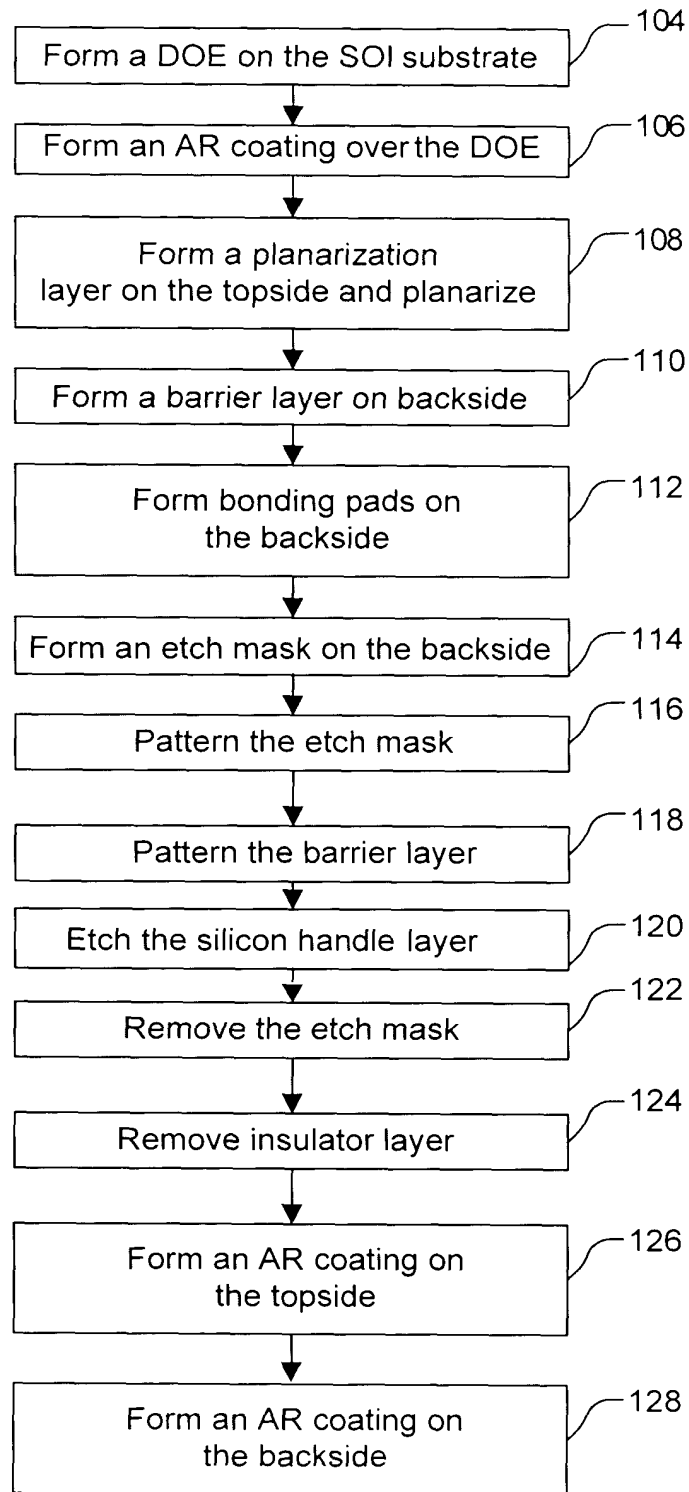 104
Form a DOE on the SOI substrate
106
Form an AR coating over the DOE
108
Form a planarization
layer on the topside and planarize
110
Form a barrier layer on backside
112
Form bonding pads on
the backside
114
Form an etch mask on the backside
116
Pattern the etch mask
118
Pattern the barrier layer
120
Etch the silicon handle layer
122
Remove the etch mask
124
Remove insulator layer
126
Form an AR coating on
the topside
128
Form an AR coating on
the backside